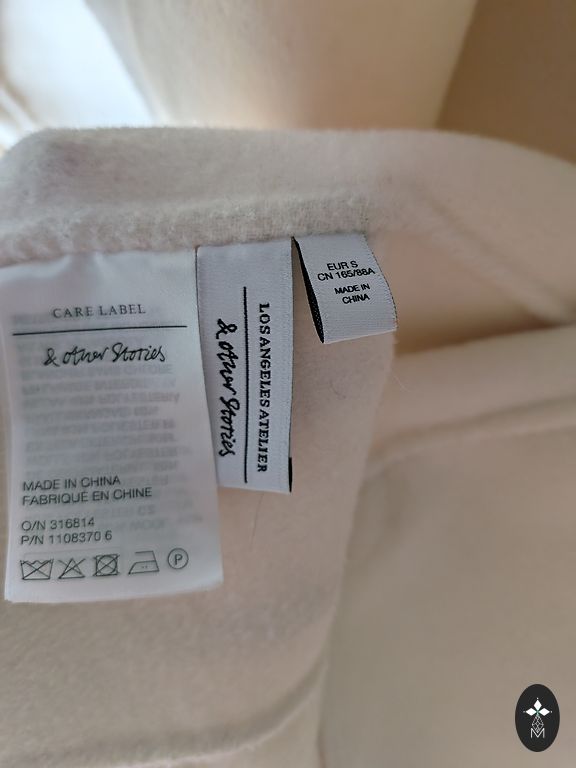 CARE LABEL
& other Stories
MADE IN CHINA
FABRIQUÉ EN CHINE
O/N 316814
P/N 1108370 6
P
LOS ANGELES ATELIER
& other Stories
EUR S
CN 165/88A
MADE IN
CHINA
M